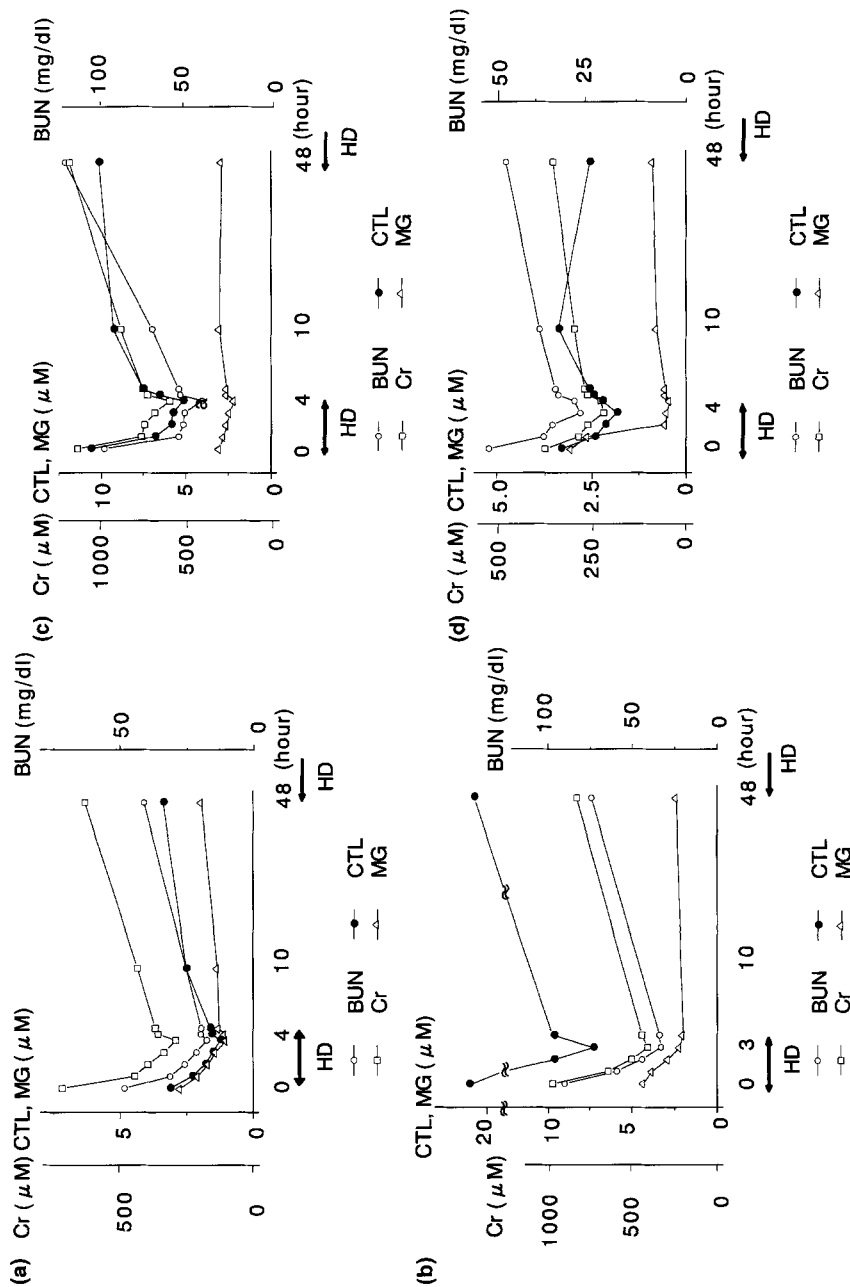 (a) Cr (μM) CTL, MG (μM) BUN (mg/dl)
500 5 50
0 0 0
0 4 10 48 (hour)
HD HD
BUN CTL
Cr MG
(c) Cr (μM) CTL, MG (μM) BUN (mg/dl)
1000 10 100
500 5 50
0 0 0
0 4 10 48 (hour)
HD HD
BUN CTL
Cr MG
(b) CTL, MG (μM)
Cr (μM) 20 BUN (mg/dl)
1000 10 100
500 5 50
0 0 0
0 3 10 48 (hour)
HD HD
BUN CTL
Cr MG
(d) Cr (μM) CTL, MG (μM) BUN (mg/dl)
500 5.0 50
250 2.5 25
0 0 0
0 4 10 48 (hour)
HD HD
BUN CTL
Cr MG